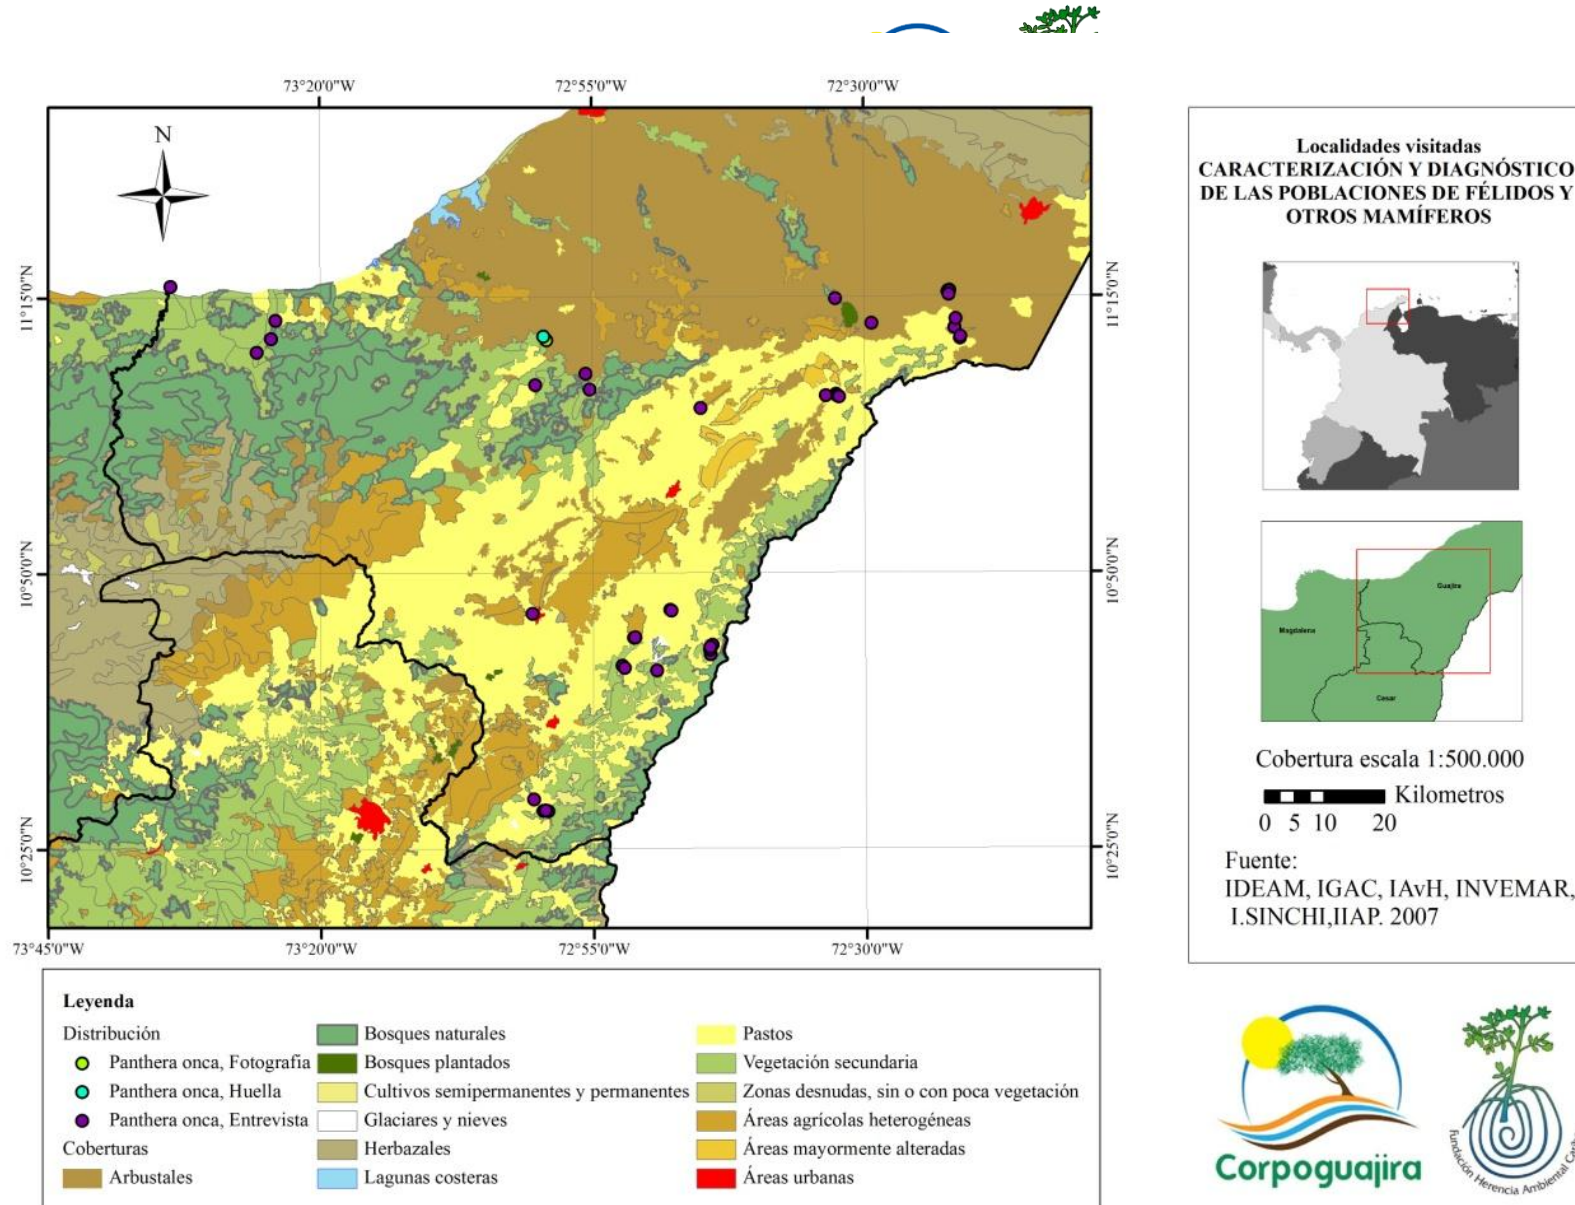 73°20'0"W
72°55'0"W
72°30'0"W
N
11°15'0"N
11°15'0"N
10°50'0"N
10°50'0"N
10°25'0"N
10°25'0"N
73°45'0"W
73°20'0"W
72°55'0"W
72°30'0"W
Localidades visitadas
CARACTERIZACIÓN Y DIAGNÓSTICO
DE LAS POBLACIONES DE FÉLIDOS Y
OTROS MAMÍFEROS
Guajira
Magdalena
Cesar
Cobertura escala 1:500.000
Kilometros
0 5 10 20
Fuente:
IDEAM, IGAC, IAvH, INVEMAR,
I.SINCHI,IIAP. 2007
Leyenda
Distribución
Panthera onca, Fotografia
Panthera onca, Huella
Panthera onca, Entrevista
Coberturas
Arbustales
Bosques naturales
Bosques plantados
Cultivos semipermanentes y permanentes
Glaciares y nieves
Herbazales
Lagunas costeras
Pastos
Vegetación secundaria
Zonas desnudas, sin o con poca vegetación
Áreas agrícolas heterogéneas
Áreas mayormente alteradas
Áreas urbanas
Corpoguajira
Fundación Herencia Ambiental